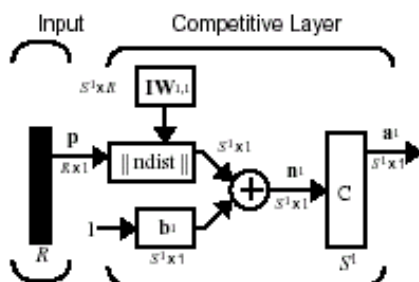 Input Competitive Layer
S¹xR IW1,1
p S¹x1 a¹
Rx1 || ndist || n¹ S¹x1
S¹x1 C
1 b1
S¹x1
R S¹